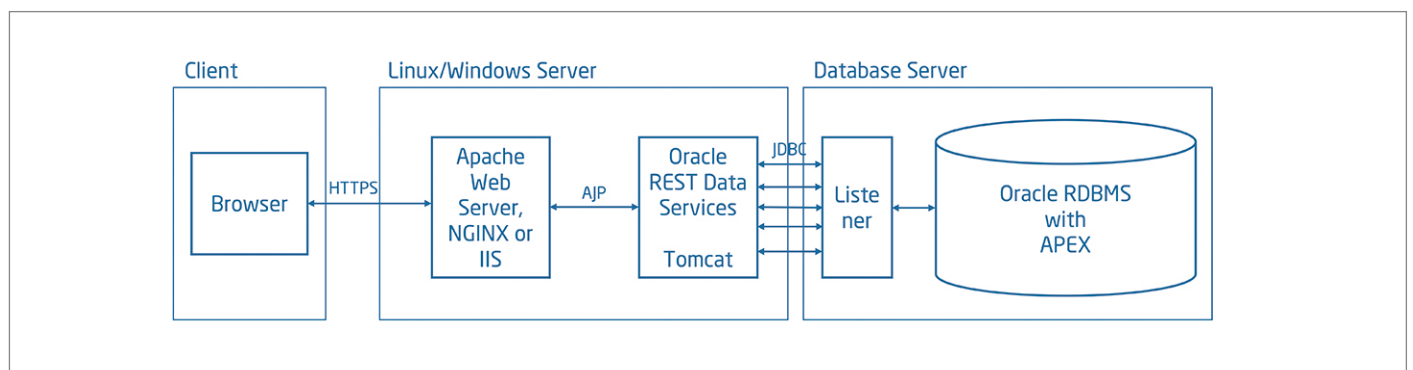 Client
Linux/Windows Server
Database Server
Browser
HTTPS
Apache
Web
Server,
NGINX or
IIS
AJP
Oracle
REST Data
Services
Tomcat
JDBC
Liste
ner
Oracle RDBMS
with
APEX